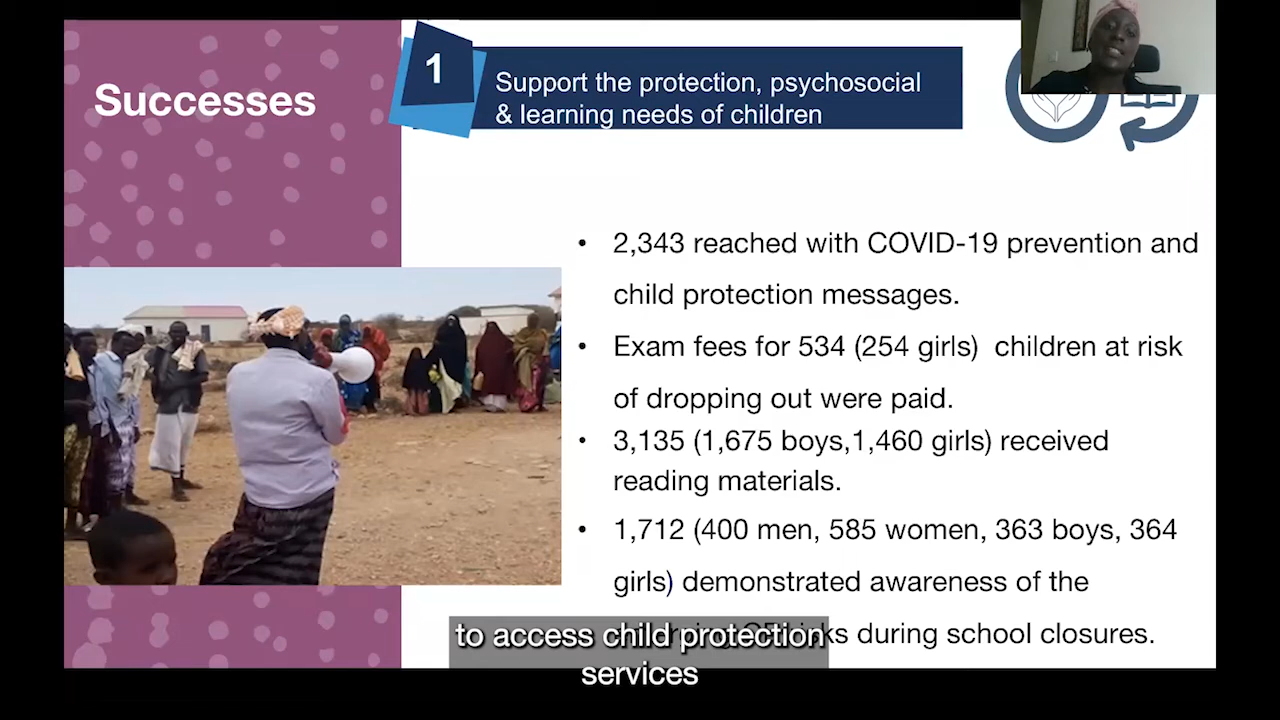 Successes
1
Support the protection, psychosocial
& learning needs of children
• 2,343 reached with COVID-19 prevention and
child protection messages.
• Exam fees for 534 (254 girls) children at risk
of dropping out were paid.
• 3,135 (1,675 boys,1,460 girls) received
reading materials.
• 1,712 (400 men, 585 women, 363 boys, 364
girls) demonstrated awareness of the
risks during school closures.
to access child protection
services